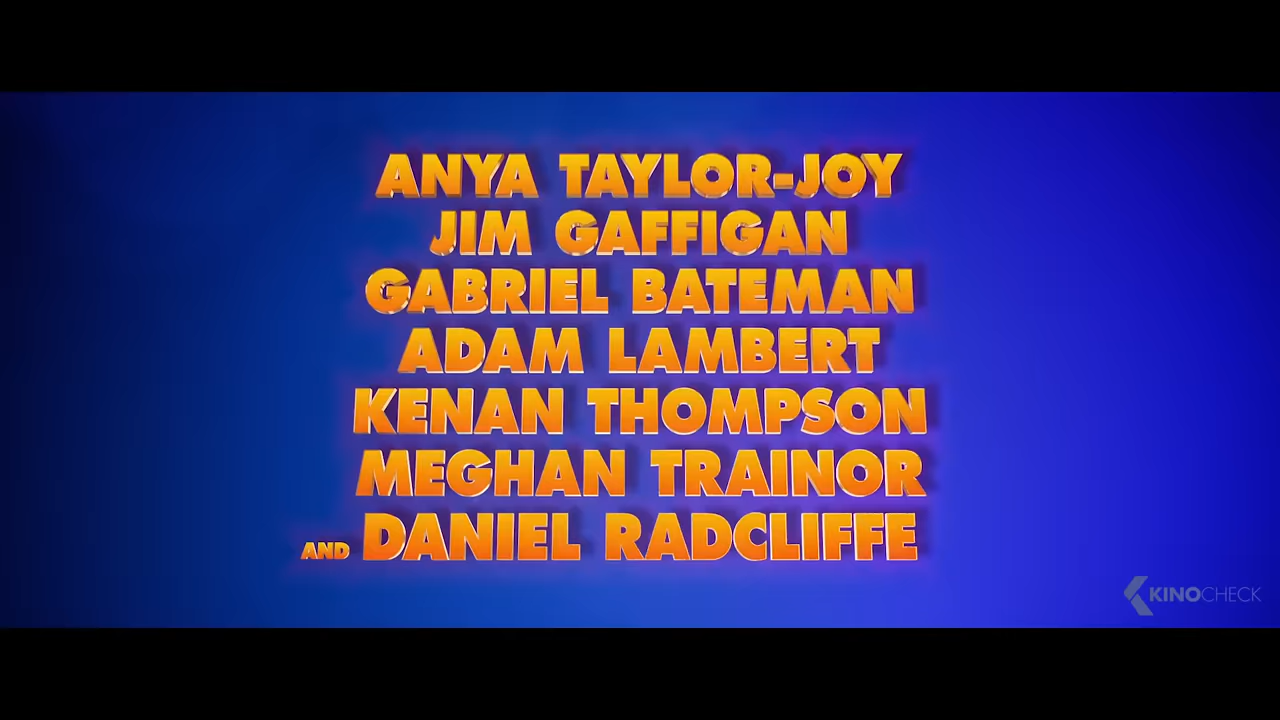 ANYA TAYLOR-JOY
JIM GAFFIGAN
GABRIEL BATEMAN
ADAM LAMBERT
KENAN THOMPSON
MEGHAN TRAINOR
AND DANIEL RADCLIFFE
KINOCHECK